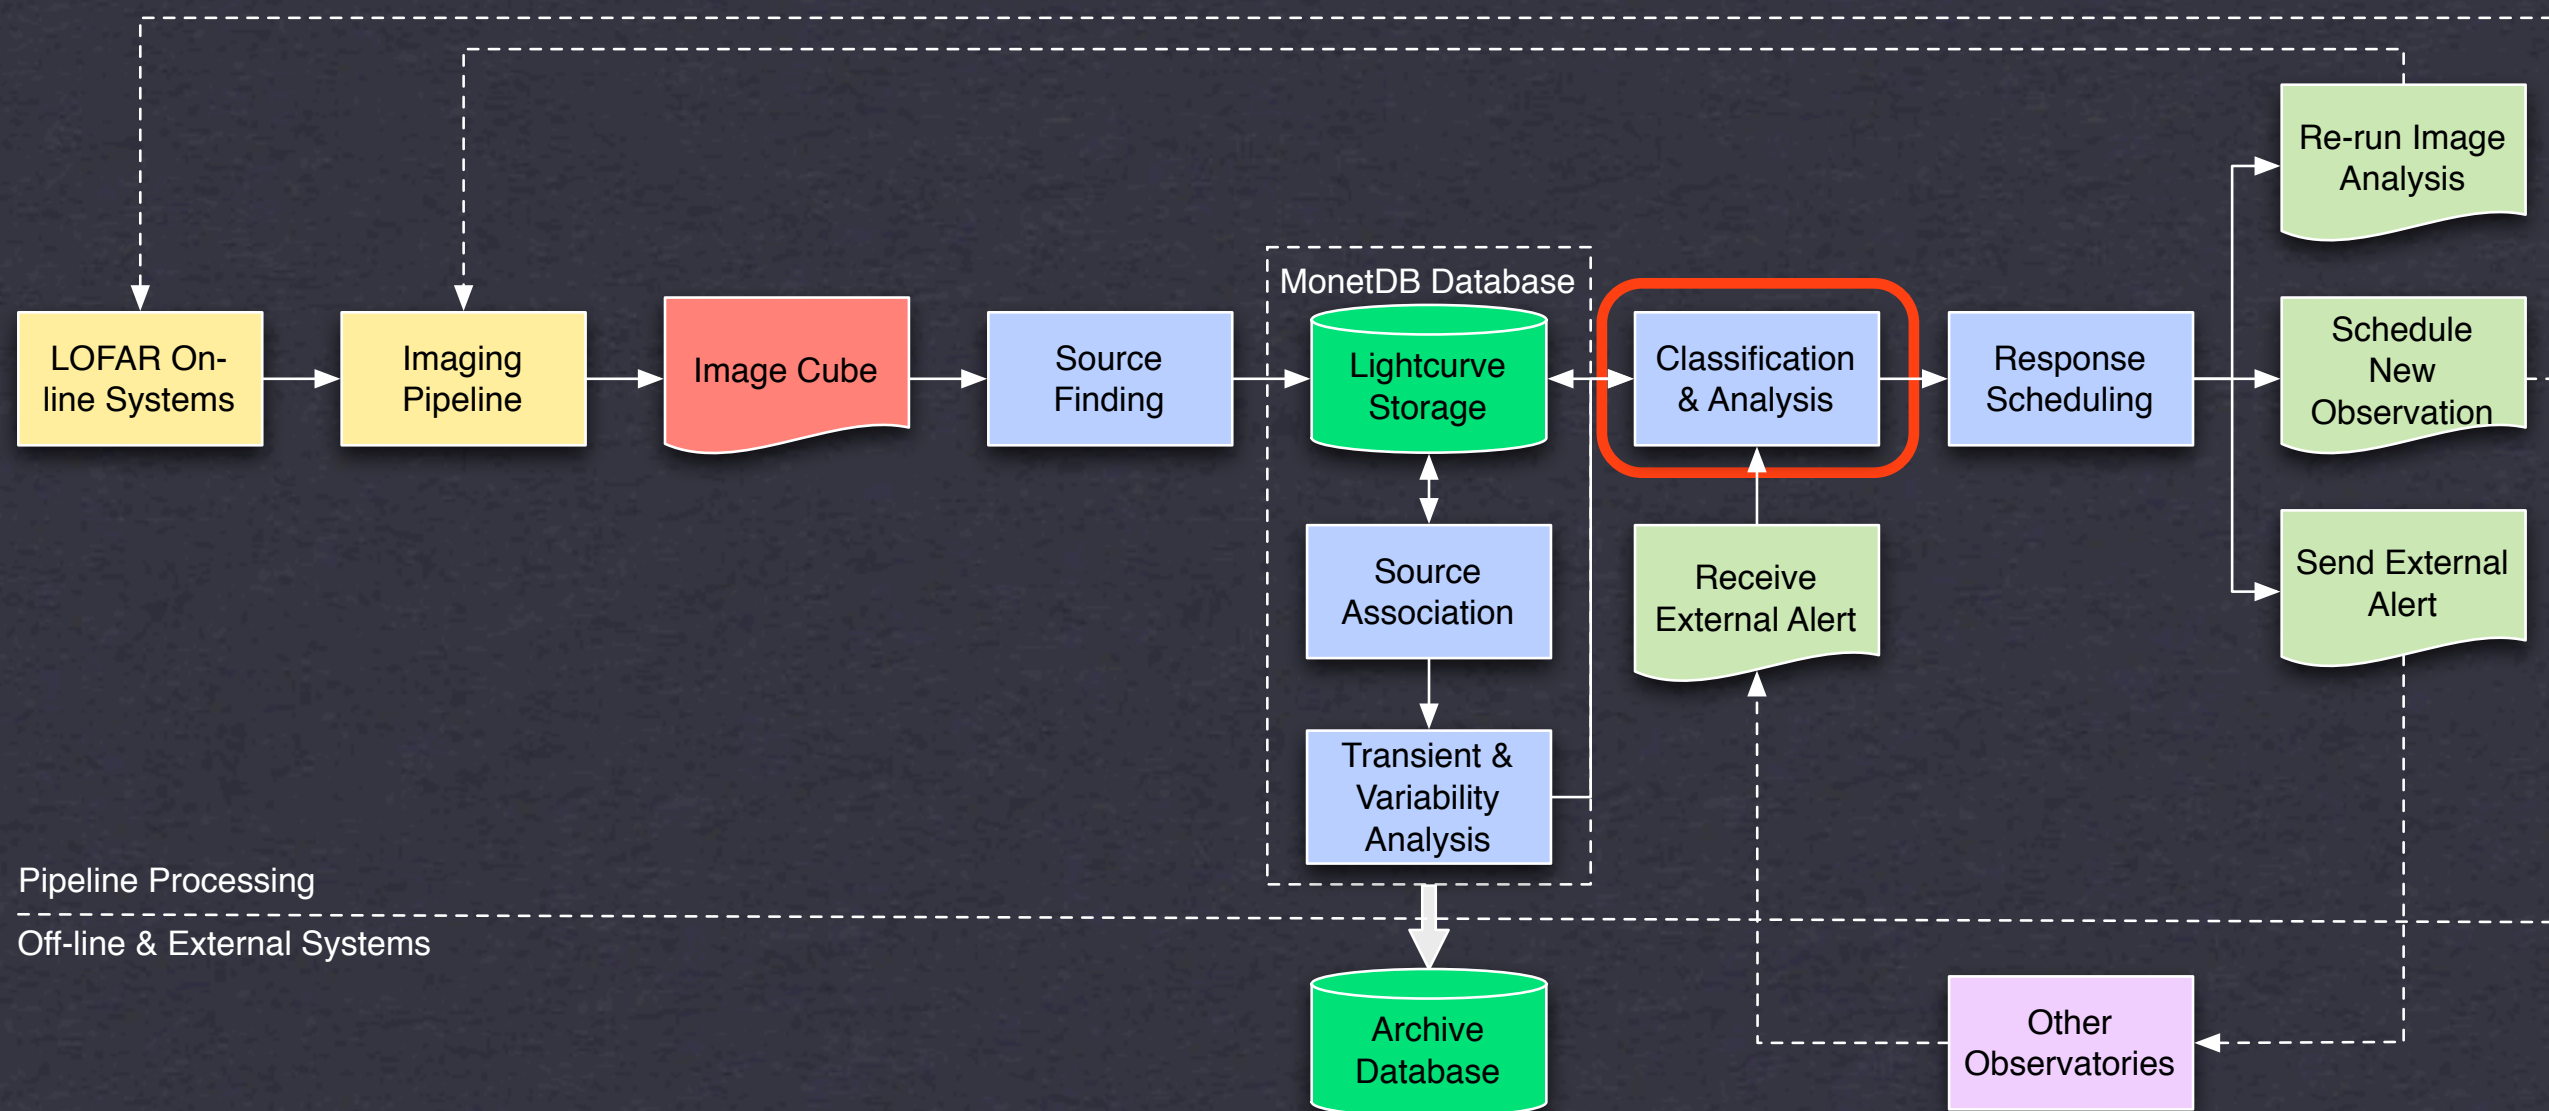 Re-run Image
Analysis
MonetDB Database
LOFAR On-
line Systems
Imaging
Pipeline
Image Cube
Source
Finding
Lightcurve
Storage
Classification
& Analysis
Response
Scheduling
Schedule
New
Observation
Source
Association
Receive
External Alert
Send External
Alert
Transient &
Variability
Analysis
Pipeline Processing
Off-line & External Systems
Archive
Database
Other
Observatories